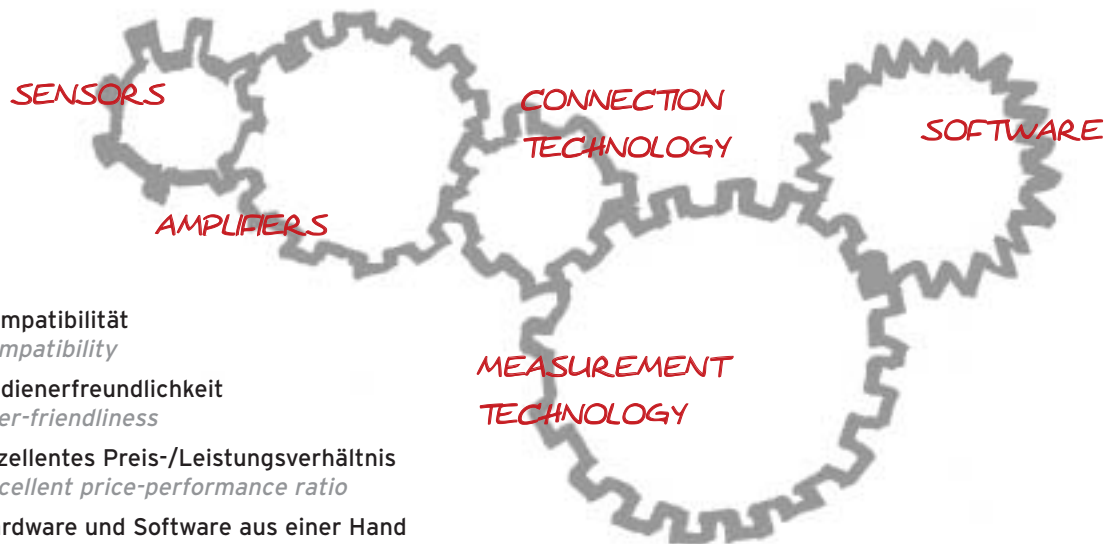 SENSORS
AMPLIFIERS
CONNECTION
TECHNOLOGY
SOFTWARE
MEASUREMENT
TECHNOLOGY
mpatibilität
mpatibility
dienerfreundlichkeit
er-friendliness
zellentes Preis-/Leistungsverhältnis
cellent price-performance ratio
rdware und Software aus einer Hand